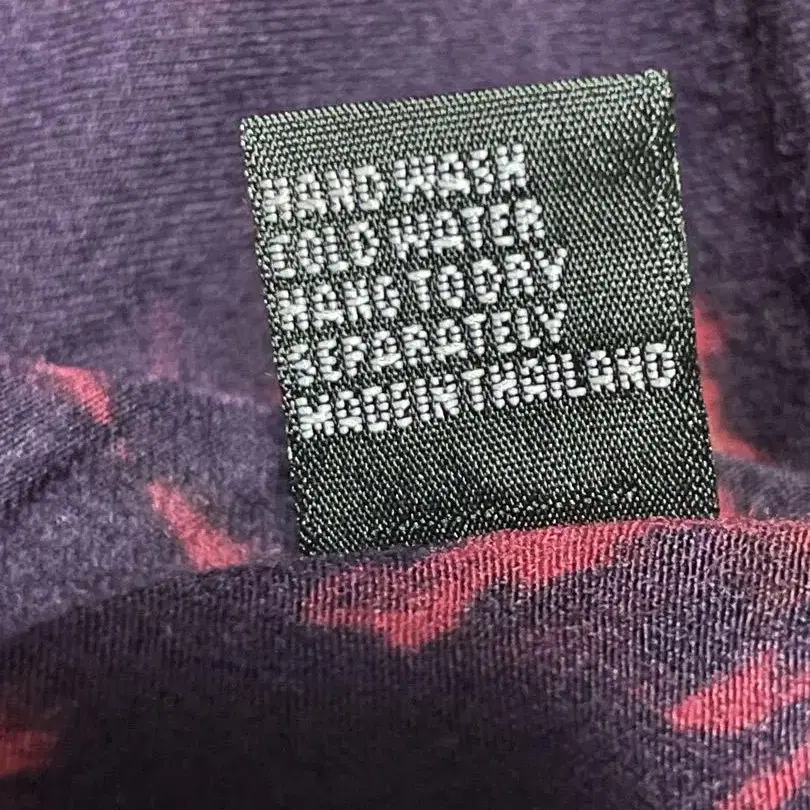 HAND WASH
COLD WATER
HANG TO DRY
SEPARATELY
MADE IN THAILAND